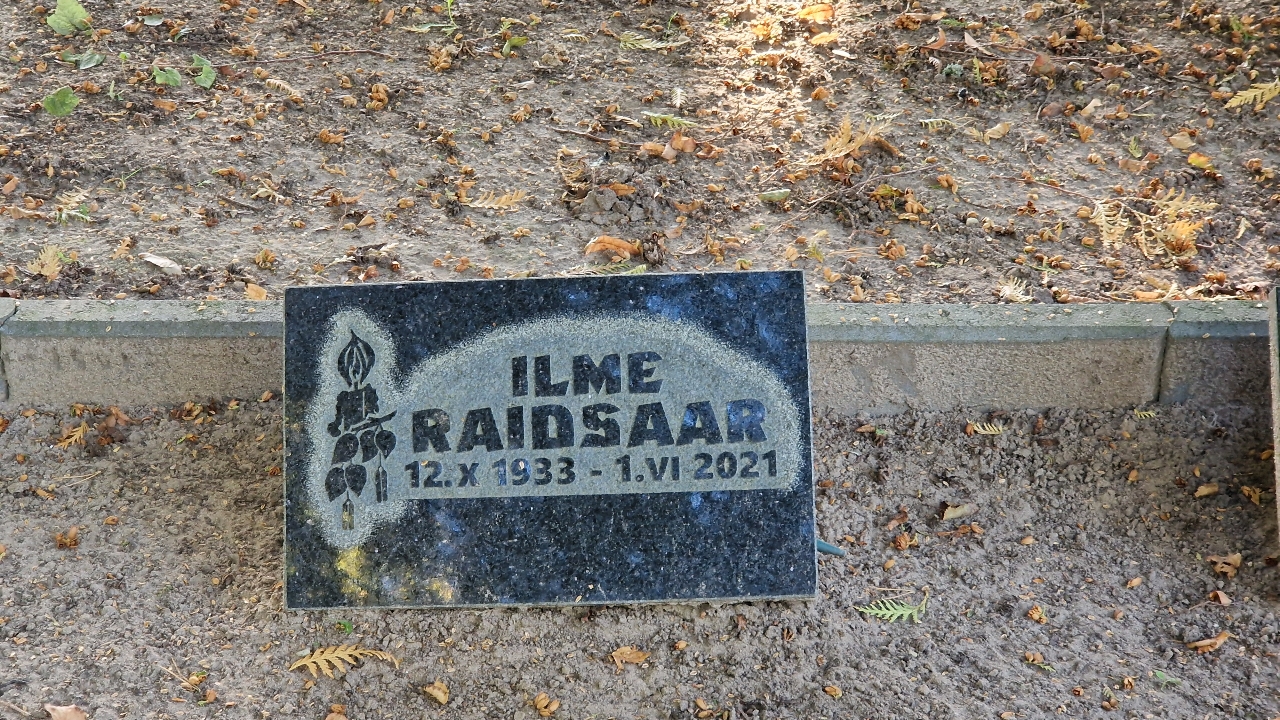 ILME
RAIDSAAR
12.X 1933 - 1.VI 2021